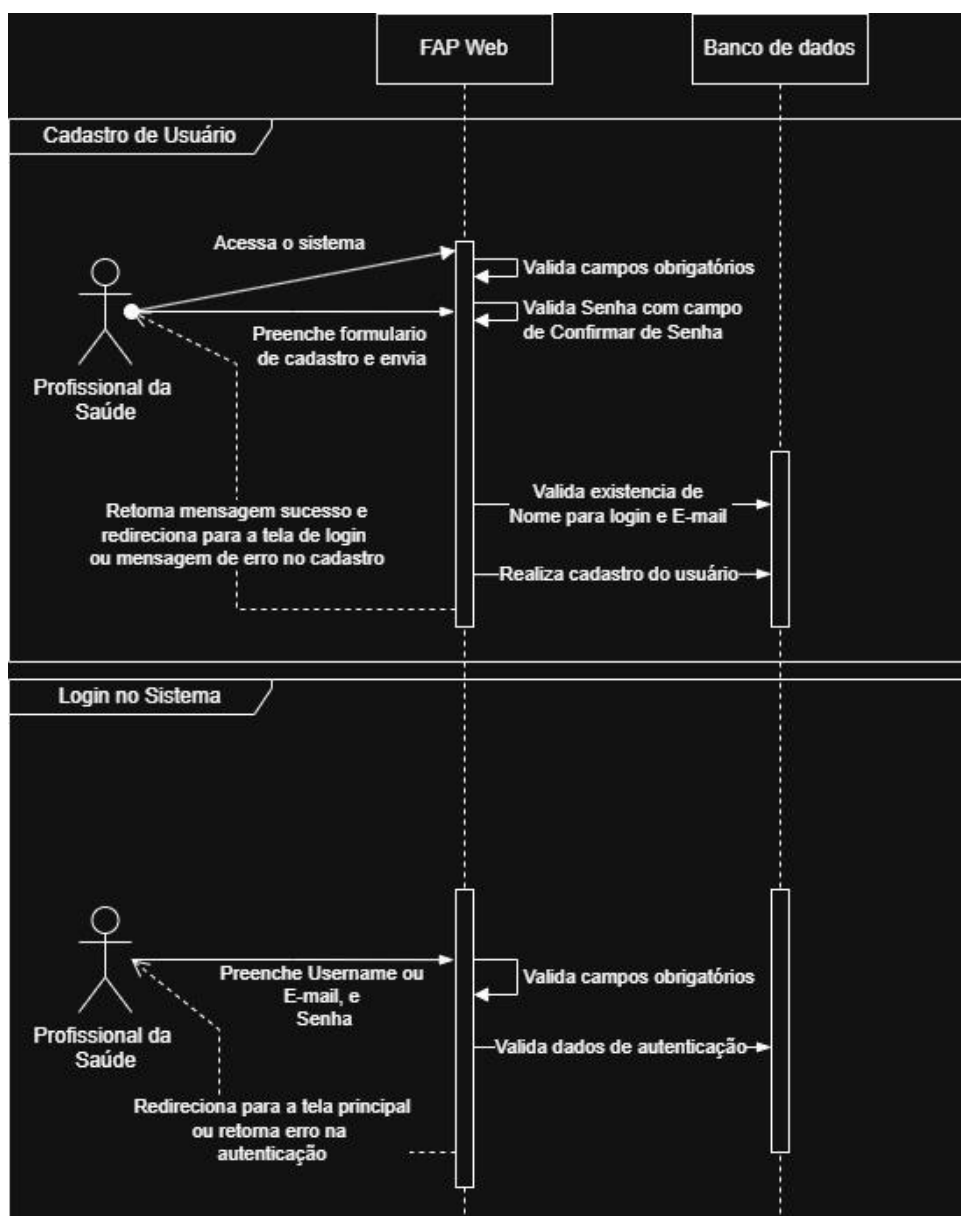 FAP Web
Banco de dados
Cadastro de Usuário
Acessa o sistema
Valida campos obrigatórios
Valida Senha com campo
de Confirmar de Senha
Preenche formulario
de cadastro e envia
Profissional da
Saúde
Valida existencia de
Nome para login e E-mail
Retorna mensagem sucesso e
redireciona para a tela de login
ou mensagem de erro no cadastro
Realiza cadastro do usuário
Login no Sistema
Preenche Username ou
E-mail, e
Senha
Valida campos obrigatórios
Profissional da
Saúde
Valida dados de autenticação
Redireciona para a tela principal
ou retorna erro na
autenticação